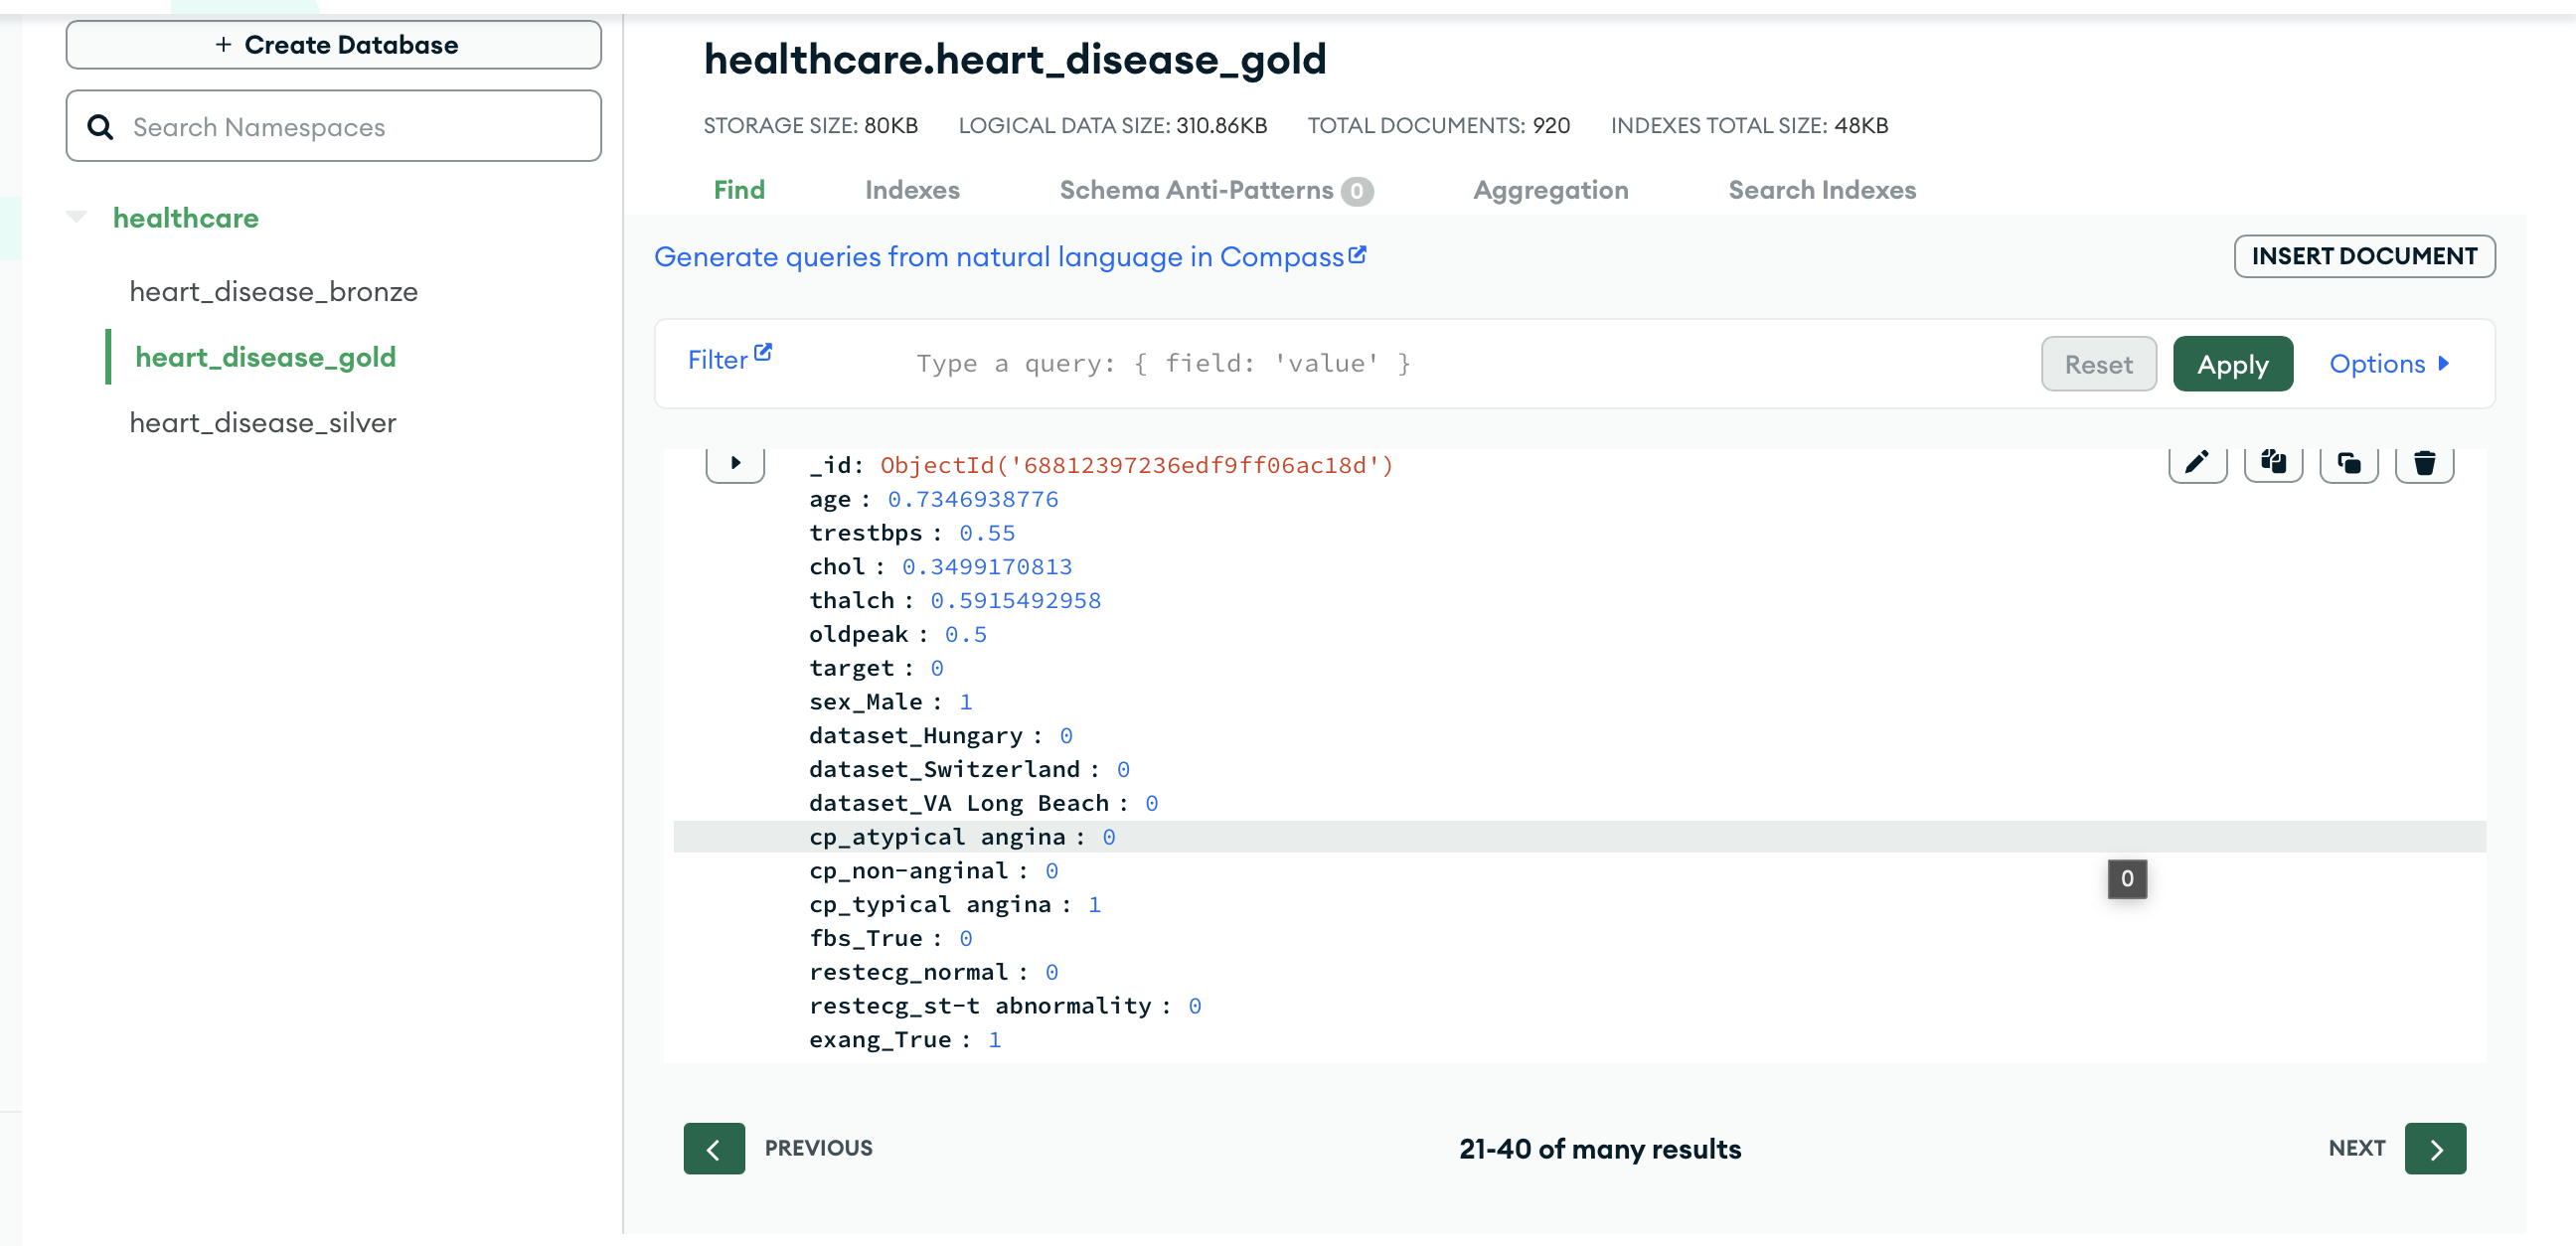 + Create Database
Search Namespaces
healthcare
heart_disease_bronze
heart_disease_gold
heart_disease_silver
healthcare.heart_disease_gold
STORAGE SIZE: 80KB LOGICAL DATA SIZE: 310.86KB TOTAL DOCUMENTS: 920 INDEXES TOTAL SIZE: 48KB
Find Indexes Schema Anti-Patterns 0 Aggregation Search Indexes
Generate queries from natural language in Compass
INSERT DOCUMENT
Filter Type a query: { field: 'value' } Reset Apply Options
_id: ObjectId('68812397236edf9ff06ac18d')
age : 0.7346938776
trestbps : 0.55
chol : 0.3499170813
thalch : 0.5915492958
oldpeak : 0.5
target : 0
sex_Male : 1
dataset_Hungary : 0
dataset_Switzerland : 0
dataset_VA Long Beach : 0
cp_atypical angina : 0
cp_non-anginal : 0
0
cp_typical angina : 1
fbs_True : 0
restecg_normal : 0
restecg_st-t abnormality : 0
exang_True : 1
PREVIOUS 21-40 of many results NEXT